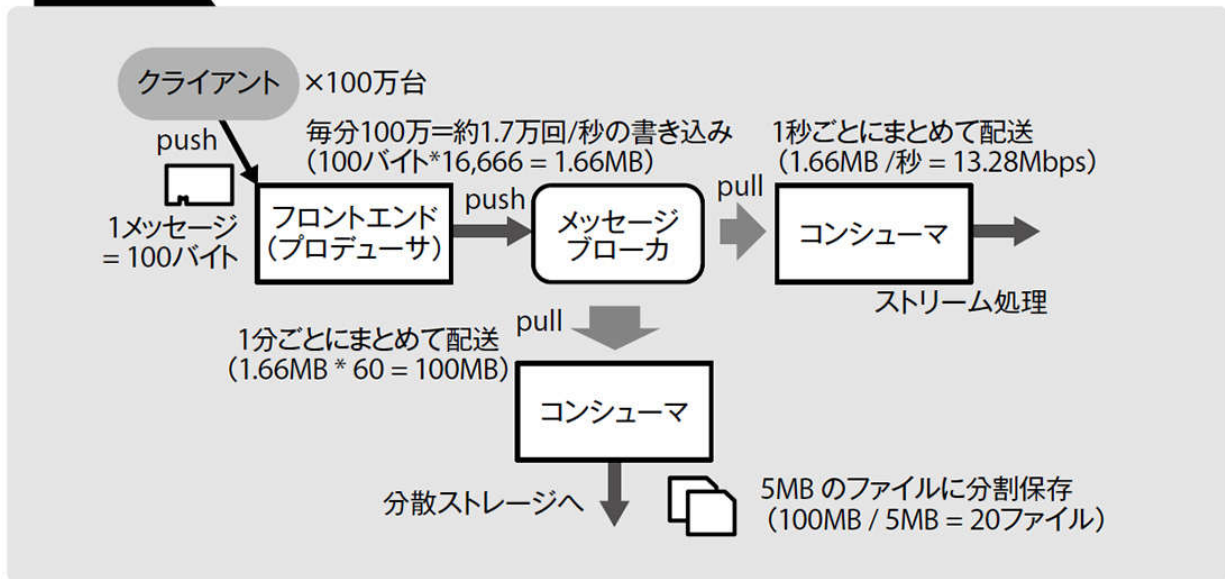 クライアント
×100万台
push
毎分100万=約1.7万回/秒の書き込み
(100バイト*16,666 = 1.66MB)
1秒ごとにまとめて配送
(1.66MB /秒 = 13.28Mbps)
1メッセージ
= 100バイト
フロントエンド
(プロデューサ)
push
メッセージ
ブローカ
pull
コンシューマ
ストリーム処理
1分ごとにまとめて配送
(1.66MB * 60 = 100MB)
pull
コンシューマ
分散ストレージへ
5MB のファイルに分割保存
(100MB / 5MB = 20ファイル)